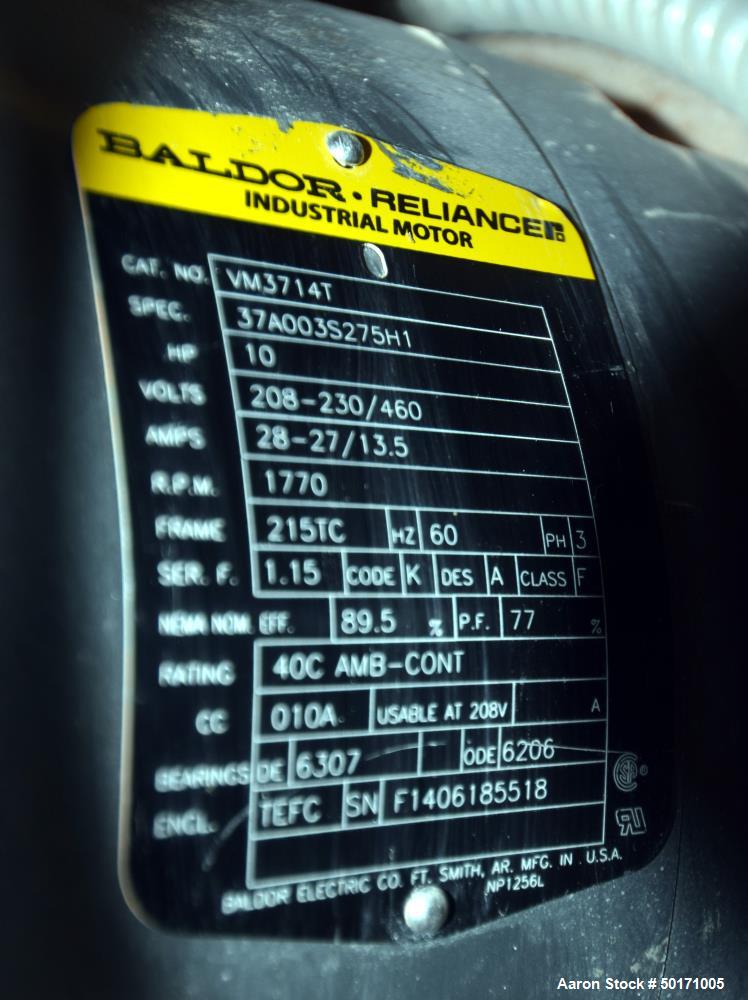 BALDOR • RELIANCE
INDUSTRIAL MOTOR
CAT. NO. VM3714T
SPEC. 37A003S275H1
HP 10
VOLTS 208-230/460
AMPS 28-27/13.5
R.P.M. 1770
FRAME 215TC HZ 60 PH 3
SER. F. 1.15 CODE K DES A CLASS F
NEMA NOM. EFF. 89.5 % P.F. 77 %
RATING 40C AMB-CONT
CC 010A USABLE AT 208V A
BEARINGS DE 6307 ODE 6206
ENCL. TEFC SN F1406185518
BALDOR ELECTRIC CO. FT. SMITH, AR. MFG. IN U.S.A.
NP1256L
Aaron Stock # 50171005